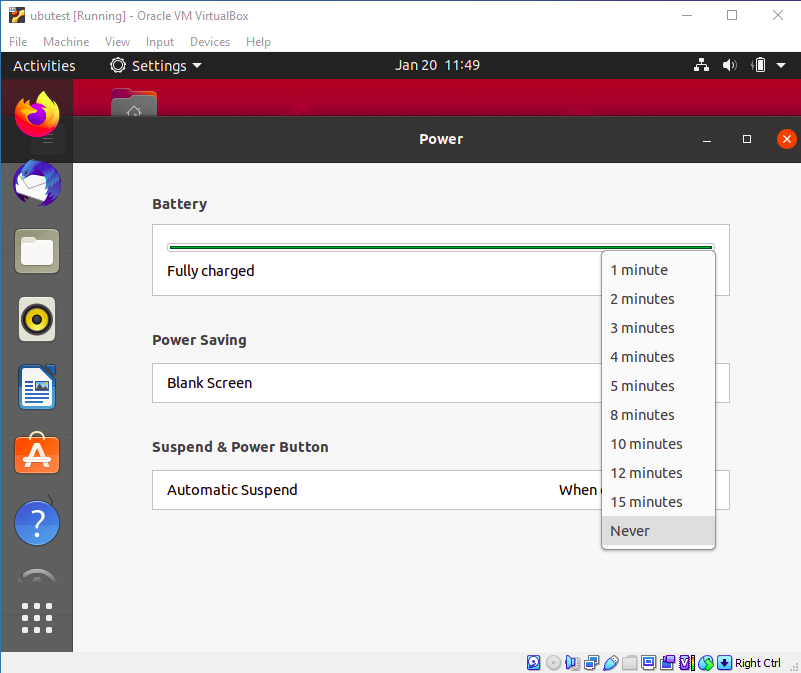 ubutest [Running] - Oracle VM VirtualBox
File Machine View Input Devices Help
Activities Settings Jan 20 11:49
Power
Battery
Fully charged
Power Saving
Blank Screen
Suspend & Power Button
Automatic Suspend When
1 minute
2 minutes
3 minutes
4 minutes
5 minutes
8 minutes
10 minutes
12 minutes
15 minutes
Never
Right Ctrl